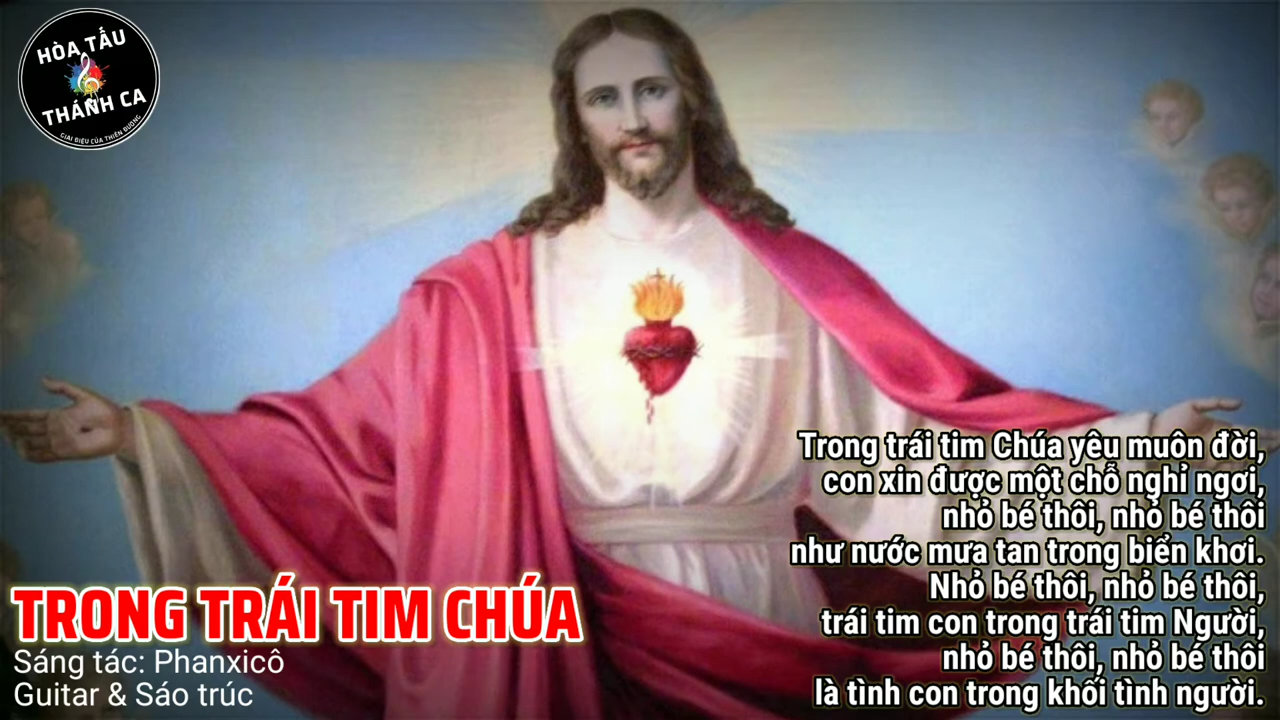 HÒA TẤU
THÁNH CA
GIAI ĐIỆU CỦA THIÊN ĐƯỜNG
Trong trái tim Chúa yêu muôn đời,
con xin được một chỗ nghỉ ngơi,
nhỏ bé thôi, nhỏ bé thôi
như nước mưa tan trong biển khơi.
Nhỏ bé thôi, nhỏ bé thôi,
trái tim con trong trái tim Người,
nhỏ bé thôi, nhỏ bé thôi
là tình con trong khối tình người.
TRONG TRÁI TIM CHÚA
Sáng tác: Phanxicô
Guitar & Sáo trúc